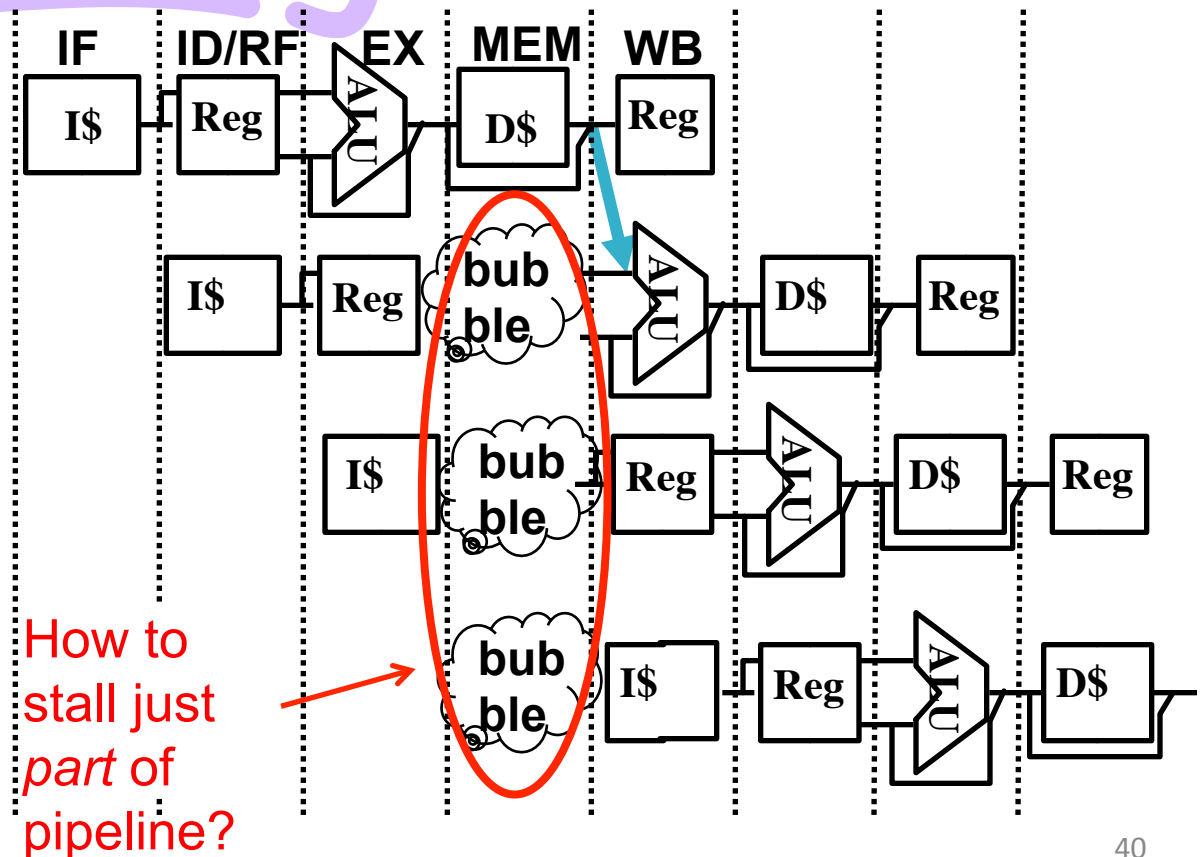 IF ID/RF EX MEM WB
I$ Reg ALU D$ Reg
I$ Reg bub ble ALU D$ Reg
I$ bub ble Reg ALU D$ Reg
bub ble I$ Reg ALU D$
How to
stall just
part of
pipeline?
40